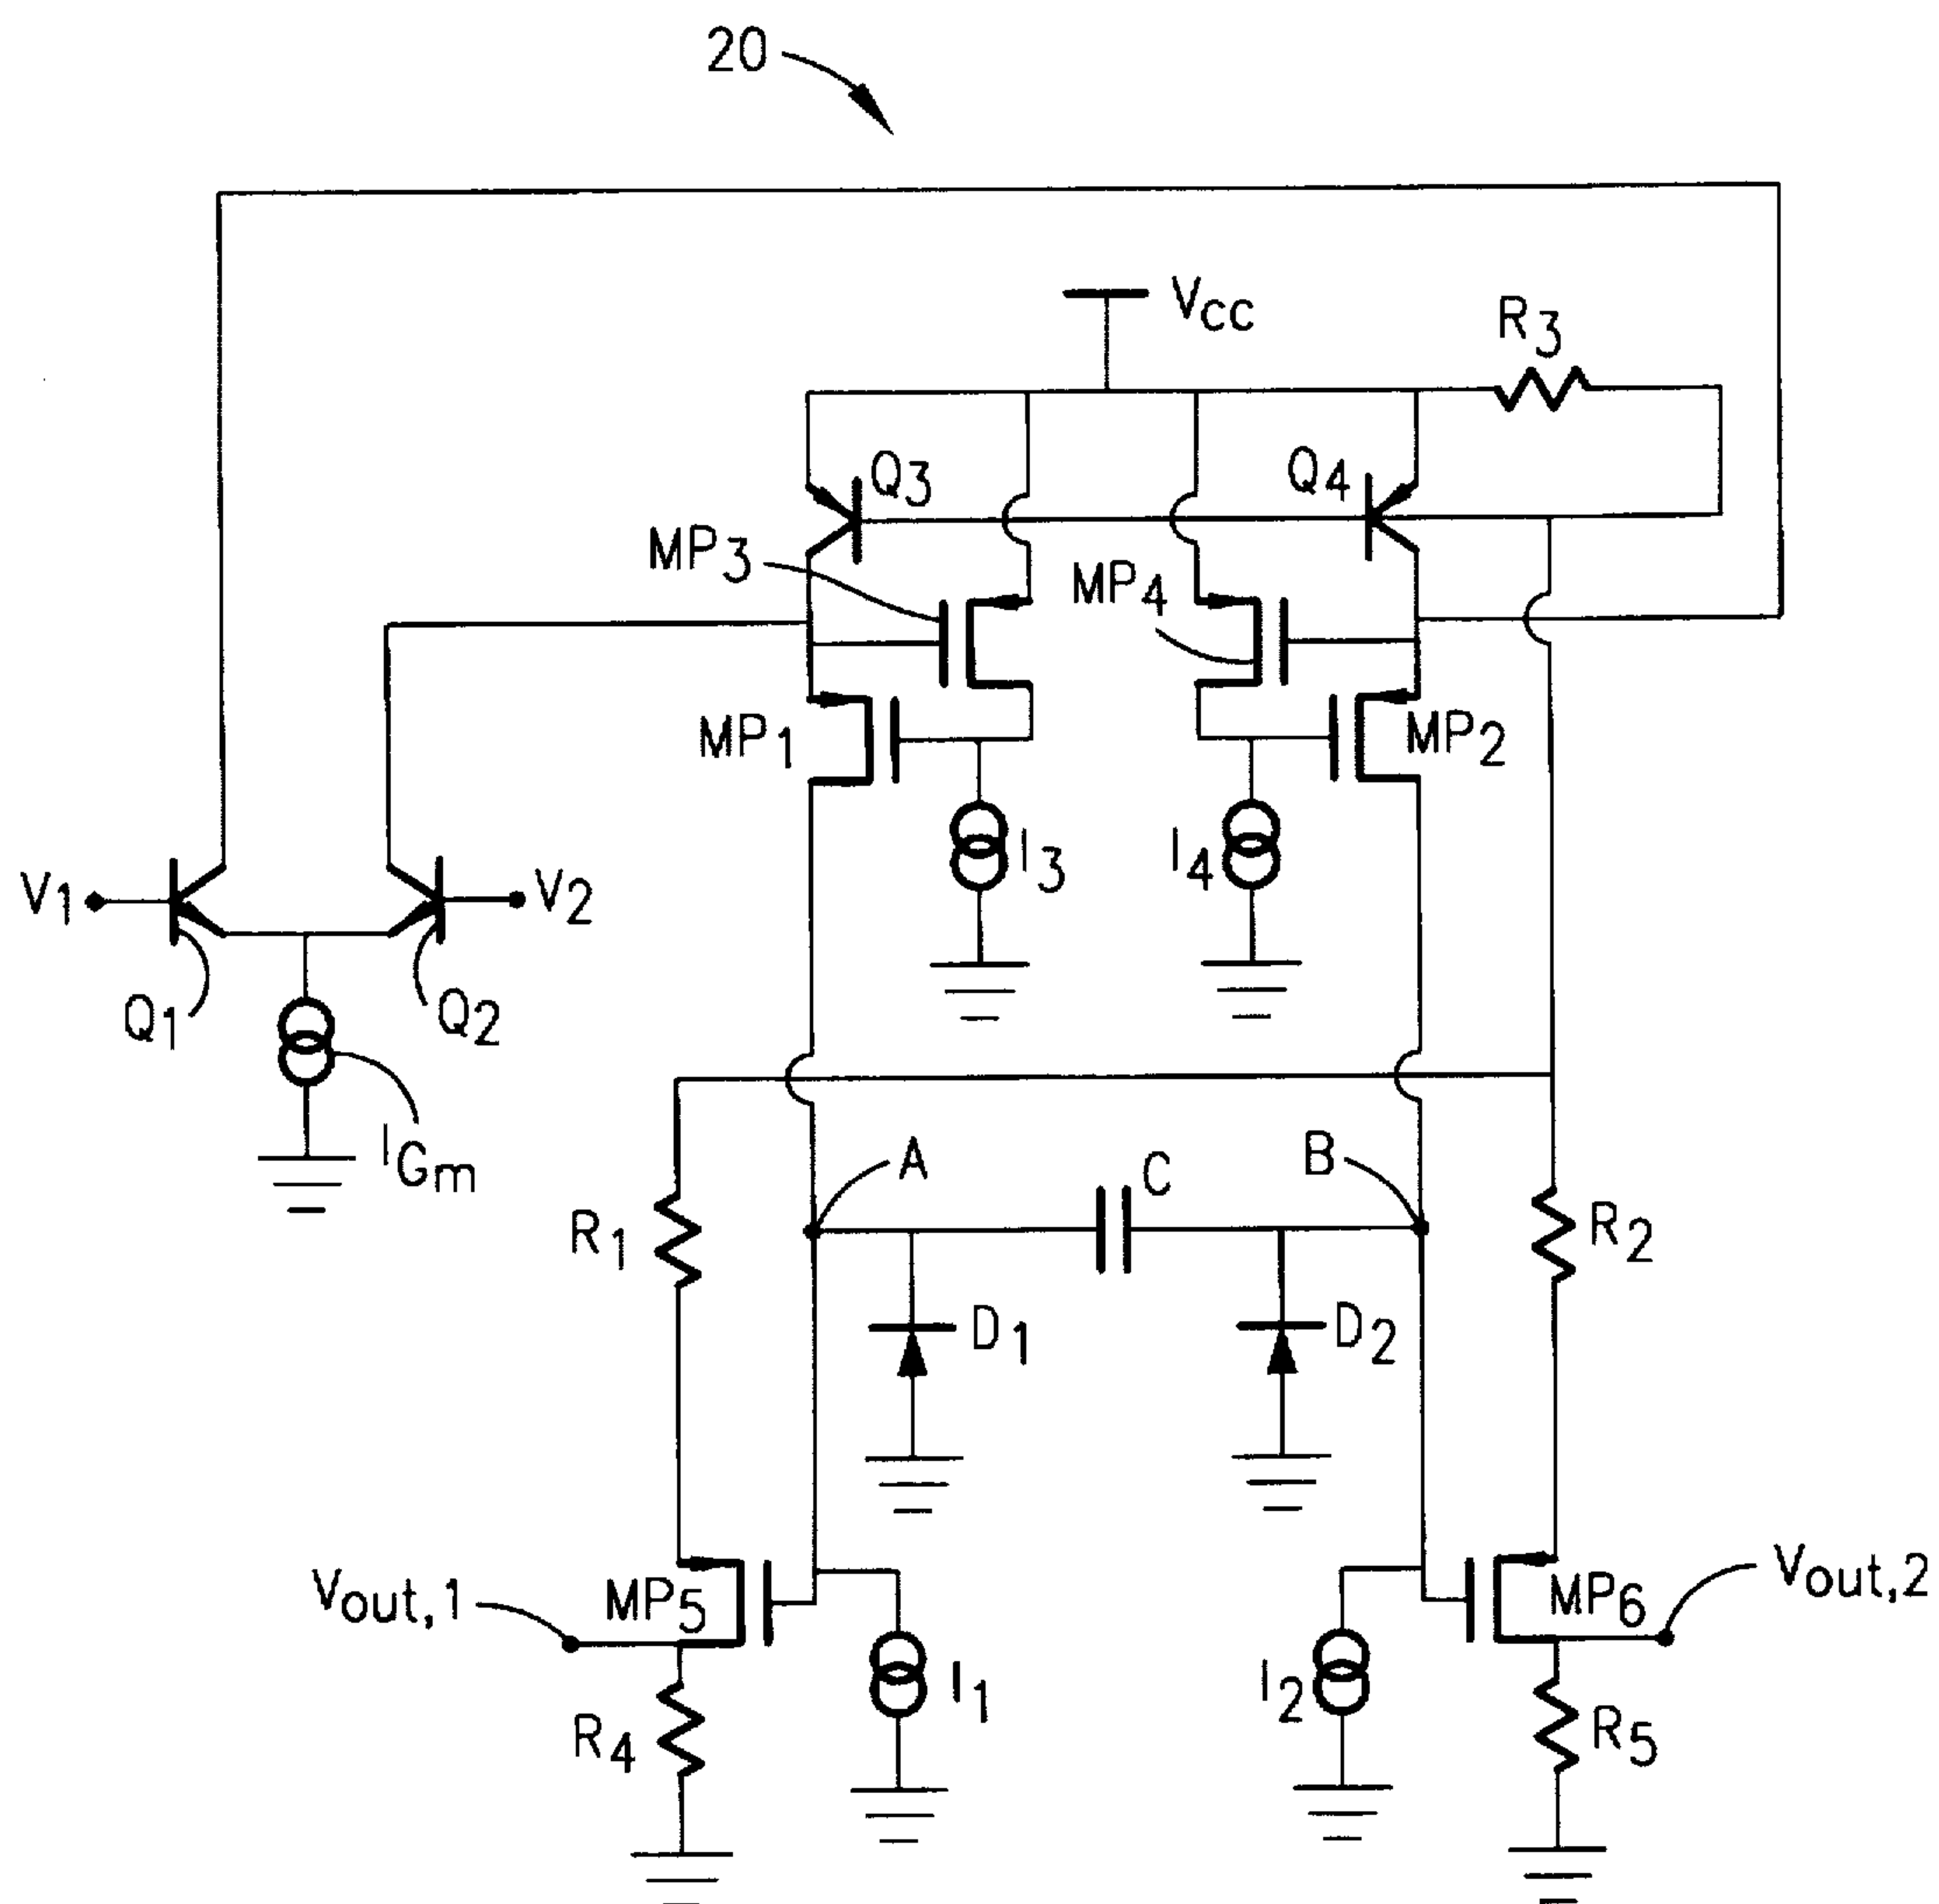 20
VCC
R3
Q3
Q4
MP3
MP4
MP1
MP2
I3
I4
V1
V2
Q1
Q2
IGm
A
C
B
R1
R2
D1
D2
Vout,1
MP5
MP6
Vout,2
I1
I2
R4
R5